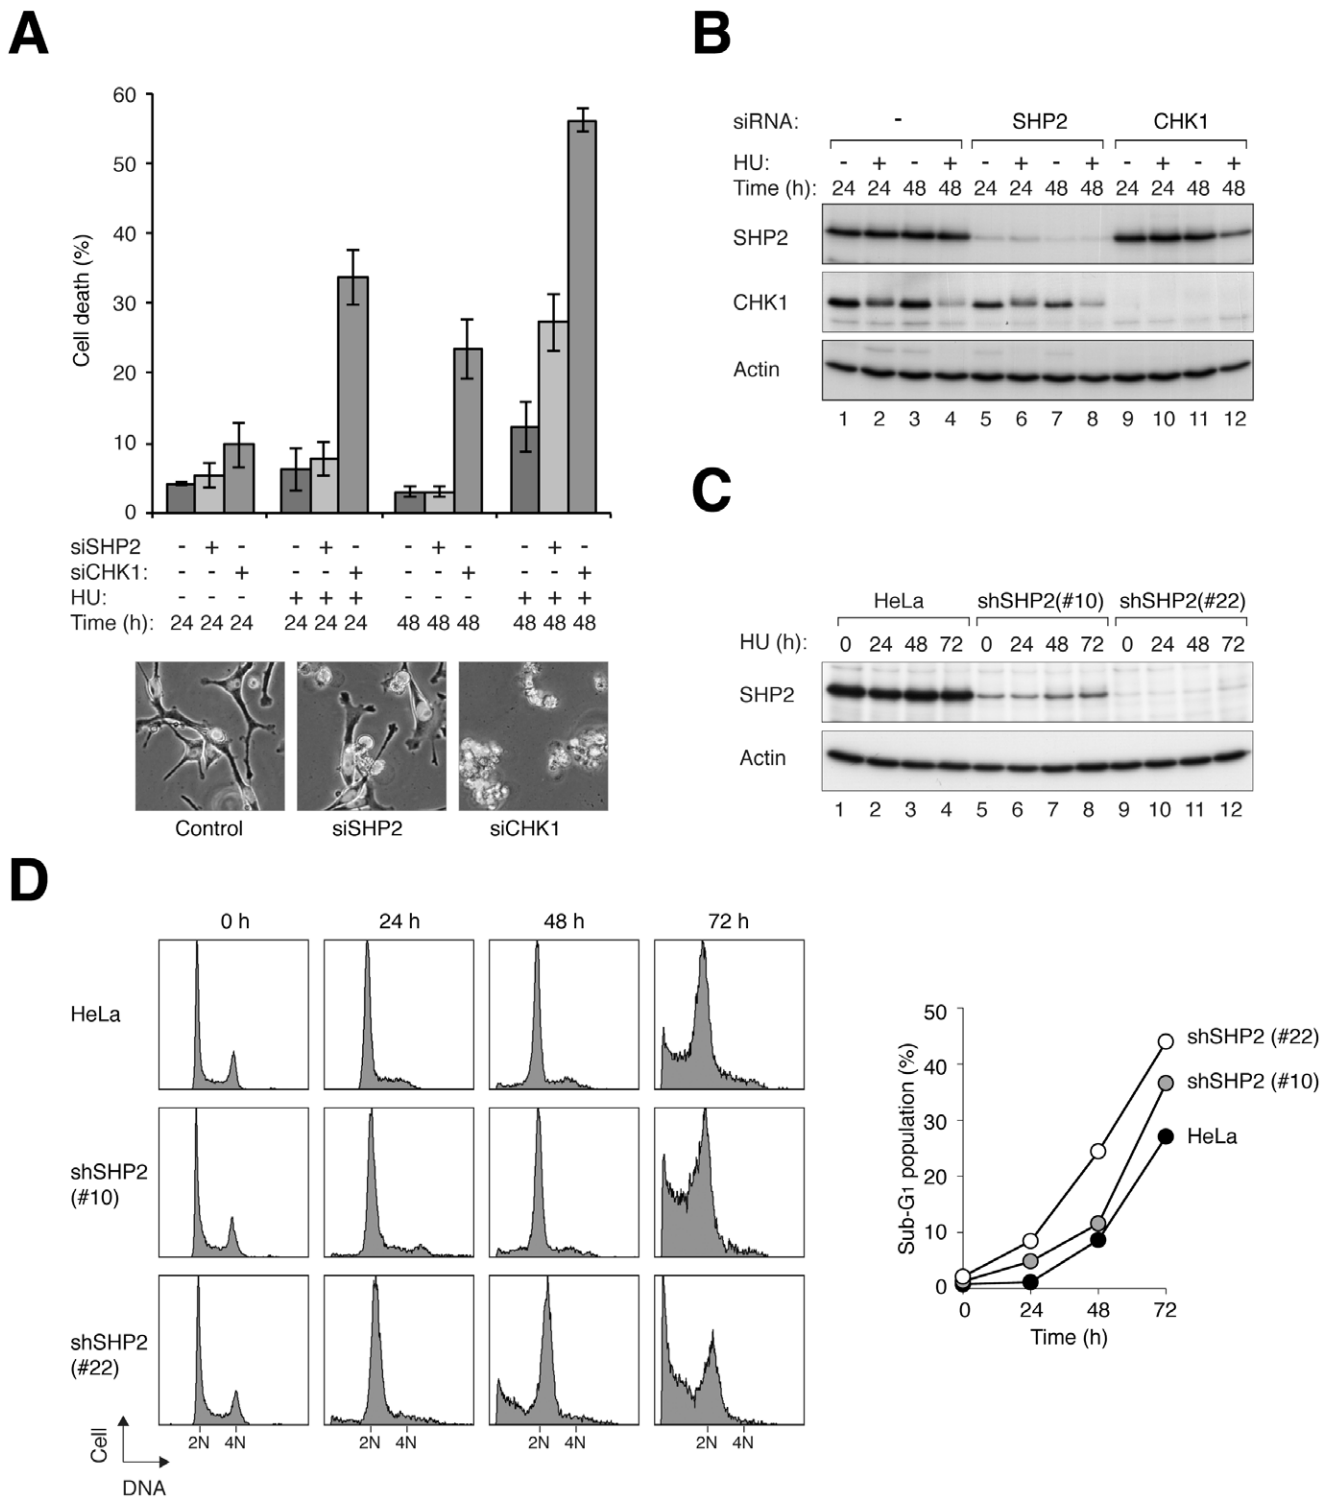 A
60
50
40
30
20
10
0
Cell death (%)
siSHP2 - + - - + - - + - - + -
siCHK1: - - + - - + - - + - - +
HU: - - - + + + - - - + + +
Time (h): 24 24 24 24 24 24 48 48 48 48 48 48
Control siSHP2 siCHK1
B
siRNA: - SHP2 CHK1
HU: - + - + - + - + - + - +
Time (h): 24 24 48 48 24 24 48 48 24 24 48 48
SHP2
CHK1
Actin
1 2 3 4 5 6 7 8 9 10 11 12
C
HeLa shSHP2(#10) shSHP2(#22)
HU (h): 0 24 48 72 0 24 48 72 0 24 48 72
SHP2
Actin
1 2 3 4 5 6 7 8 9 10 11 12
D
0 h 24 h 48 h 72 h
HeLa
shSHP2
(#10)
shSHP2
(#22)
2N 4N 2N 4N 2N 4N 2N 4N
Cell
DNA
50
40
30
20
10
0
Sub-G1 population (%)
0 24 48 72
Time (h)
shSHP2 (#22)
shSHP2 (#10)
HeLa